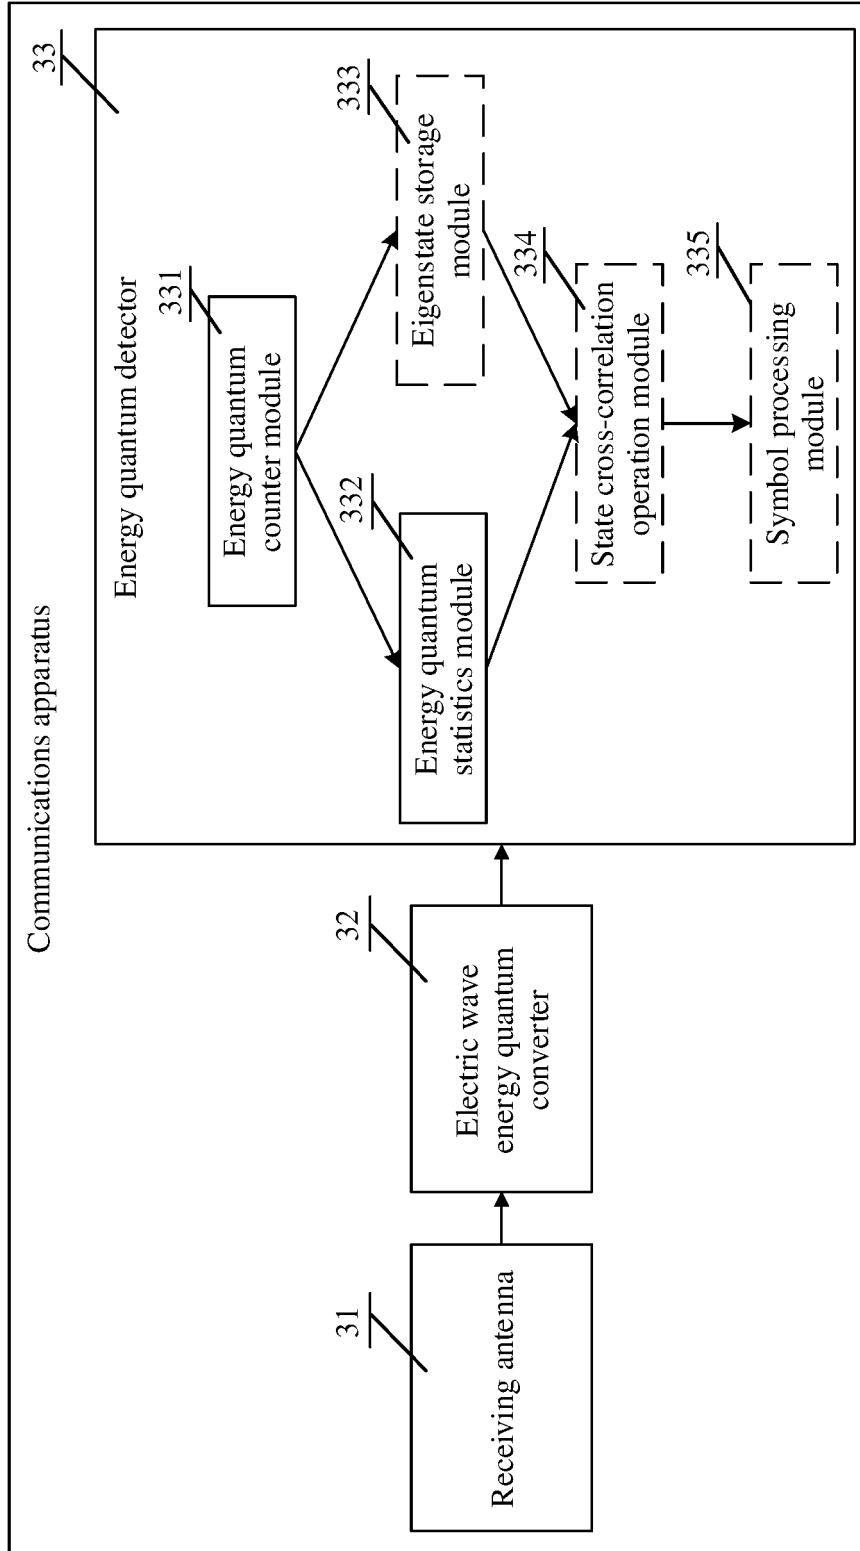 Communications apparatus
31
Receiving antenna
32
Electric wave
energy quantum
converter
33
Energy quantum detector
331
Energy quantum
counter module
332
Energy quantum
statistics module
333
Eigenstate storage
module
334
State cross-correlation
operation module
335
Symbol processing
module